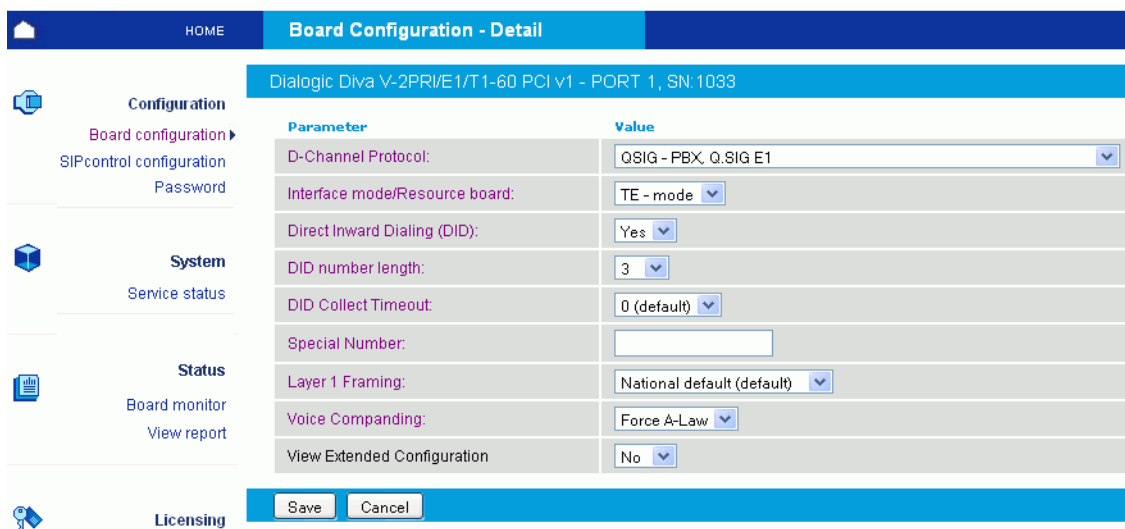 HOME
Board Configuration - Detail
Dialogic Diva V-2PRI/E1/T1-60 PCI v1 - PORT 1, SN:1033
Configuration
Board configuration
SIPcontrol configuration
Password
System
Service status
Status
Board monitor
View report
Licensing
Parameter Value
D-Channel Protocol: QSIG - PBX, Q.SIG E1
Interface mode/Resource board: TE - mode
Direct Inward Dialing (DID): Yes
DID number length: 3
DID Collect Timeout: 0 (default)
Special Number:
Layer 1 Framing: National default (default)
Voice Companding: Force A-Law
View Extended Configuration No
Save Cancel